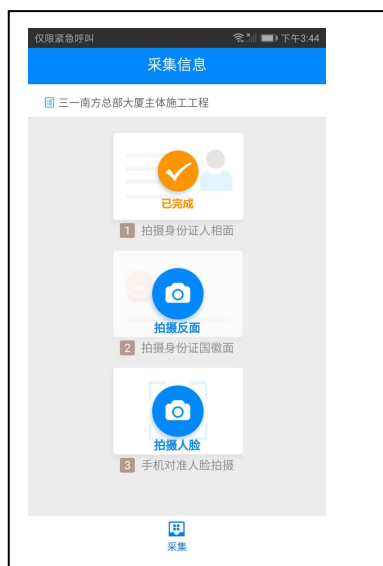 仅限紧急呼叫 下午3:44
采集信息
三一南方总部大厦主体施工工程
已完成
1 拍摄身份证人相面
拍摄反面
2 拍摄身份证国徽面
拍摄人脸
3 手机对准人脸拍摄
采集